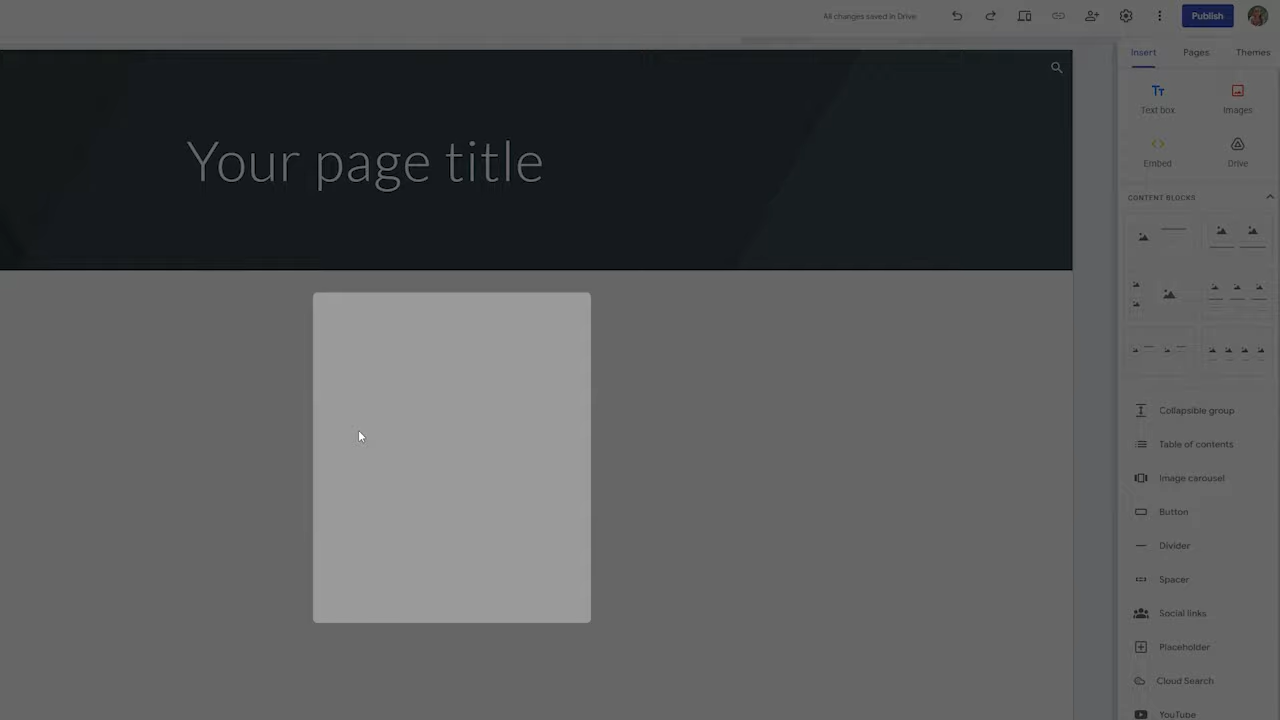 All changes saved in Drive
Publish
Insert
Pages
Themes
Your page title
Text box
Images
Embed
Drive
CONTENT BLOCKS
Collapsible group
Table of contents
Image carousel
Button
Divider
Spacer
Social links
Placeholder
Cloud Search
YouTube